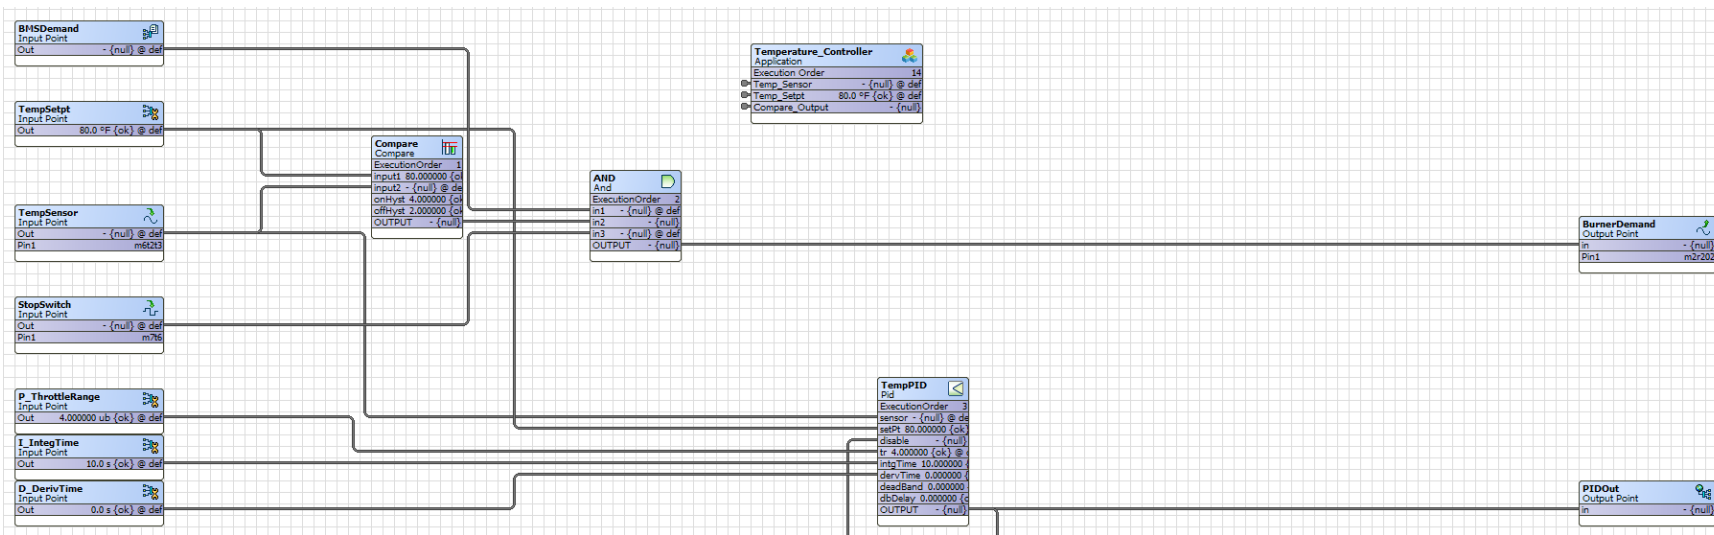 BMSDemand
Input Point
Out - {null} @ def
TempSetpt
Input Point
Out 80.0 °F {ok} @ def
TempSensor
Input Point
Out - {null} @ def
Pin1 m6t2t3
StopSwitch
Input Point
Out - {null} @ def
Pin1 m7t6
P_ThrottleRange
Input Point
Out 4.000000 ub {ok} @ def
I_IntegTime
Input Point
Out 10.0 s {ok} @ def
D_DerivTime
Input Point
Out 0.0 s {ok} @ def
Compare
Compare
ExecutionOrder 1
input1 80.000000 {o
input2 - {null} @ de
onHyst 4.000000 {ok
offHyst 2.000000 {ok
OUTPUT - {null}
AND
And
ExecutionOrder 2
in1 - {null} @ def
in2 - {null}
in3 - {null} @ def
OUTPUT - {null}
Temperature_Controller
Application
Execution Order 14
Temp_Sensor - {null} @ def
Temp_Setpt 80.0 °F {ok} @ def
Compare_Output - {null}
TempPID
Pid
ExecutionOrder 3
sensor - {null} @ de
setPt 80.000000 {ok
disable - {null}
tr 4.000000 {ok} @
intgTime 10.000000 {
dervTime 0.000000 {
deadBand 0.000000
dbDelay 0.000000 {o
OUTPUT - {null}
BurnerDemand
Output Point
in - {null}
Pin1 m2r202
PIDOut
Output Point
in - {null}